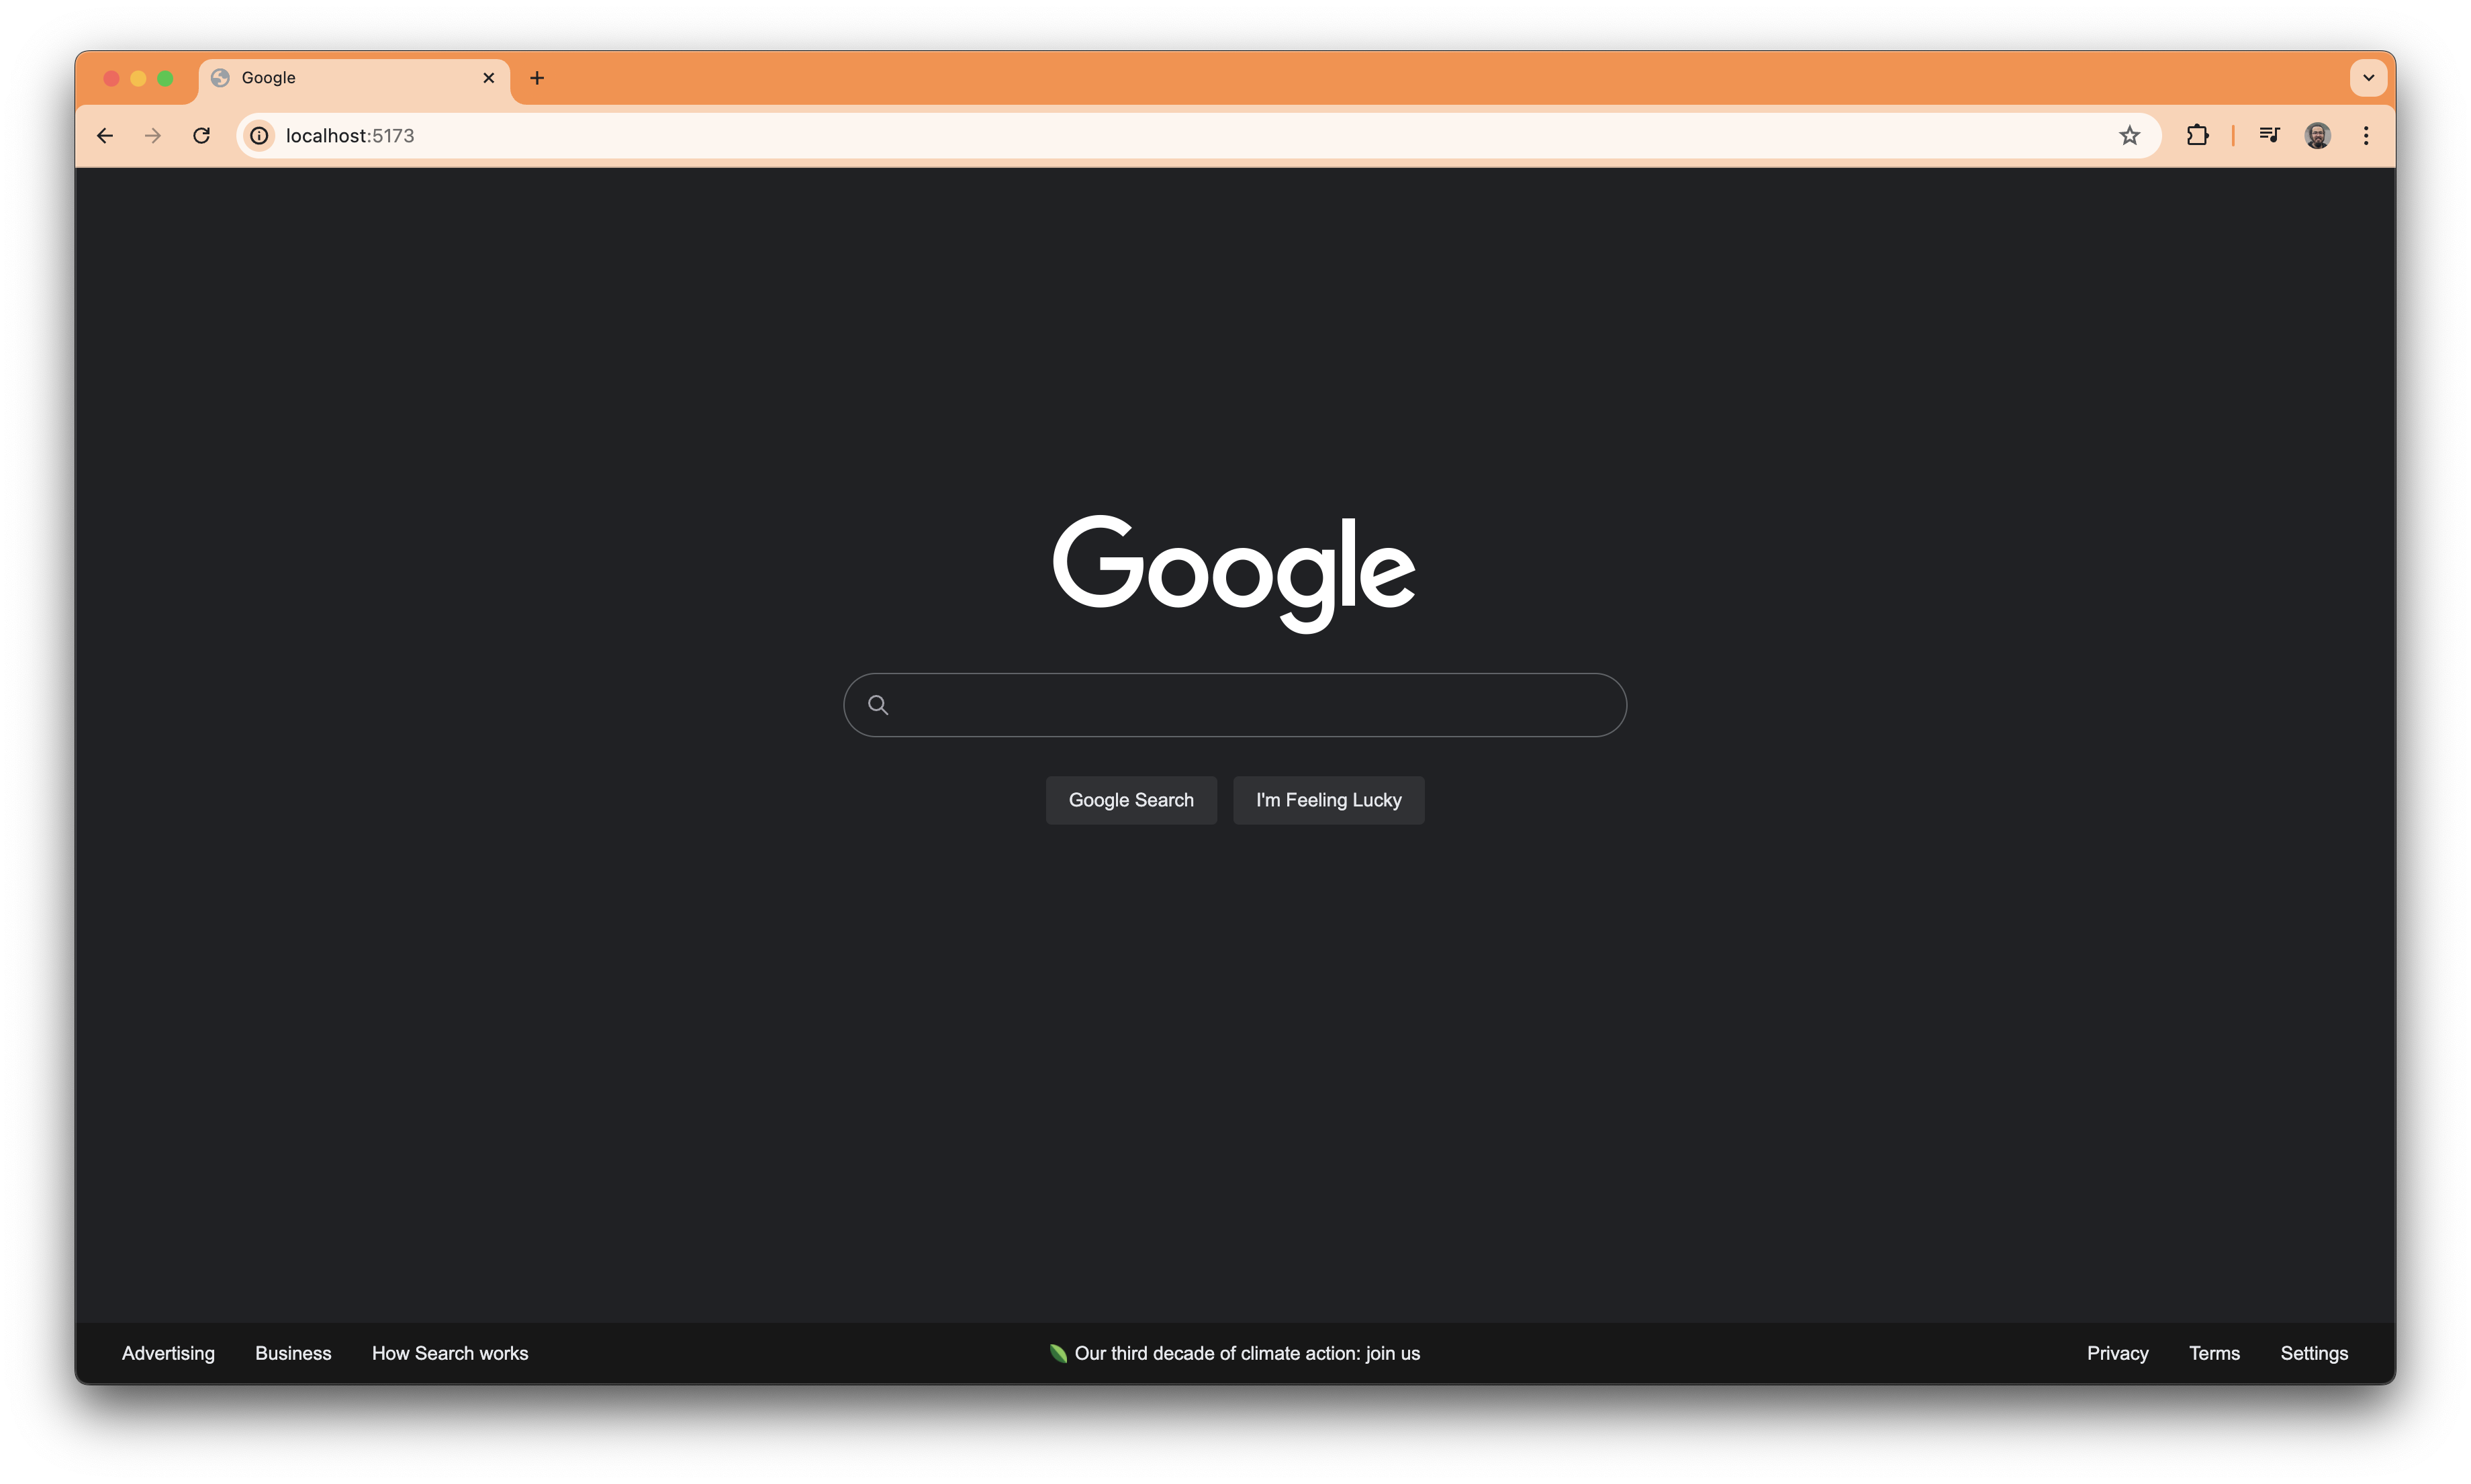 Google
localhost:5173
Google
Google Search I'm Feeling Lucky
Advertising Business How Search works Our third decade of climate action: join us Privacy Terms Settings